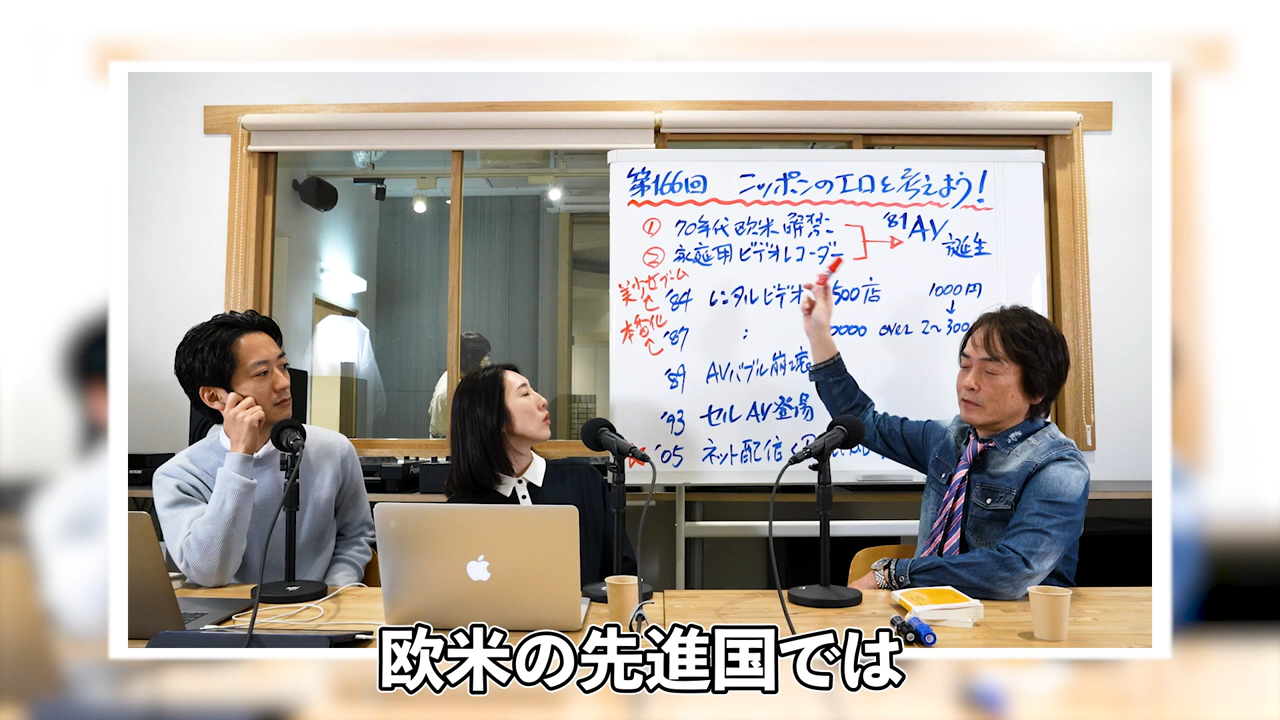 第166回 ニッポンのエロを考えよう!
① 70年代 欧米解禁
② 家庭用ビデオレコーダー
'81 AV誕生
美少女ブーム
'84 レンタルビデオ 500店 1000円
本番化
'87 : 0000 over 2~300
'89 AVバブル崩壊
'93 セルAV登場
'05 ネット配信
欧米の先進国では